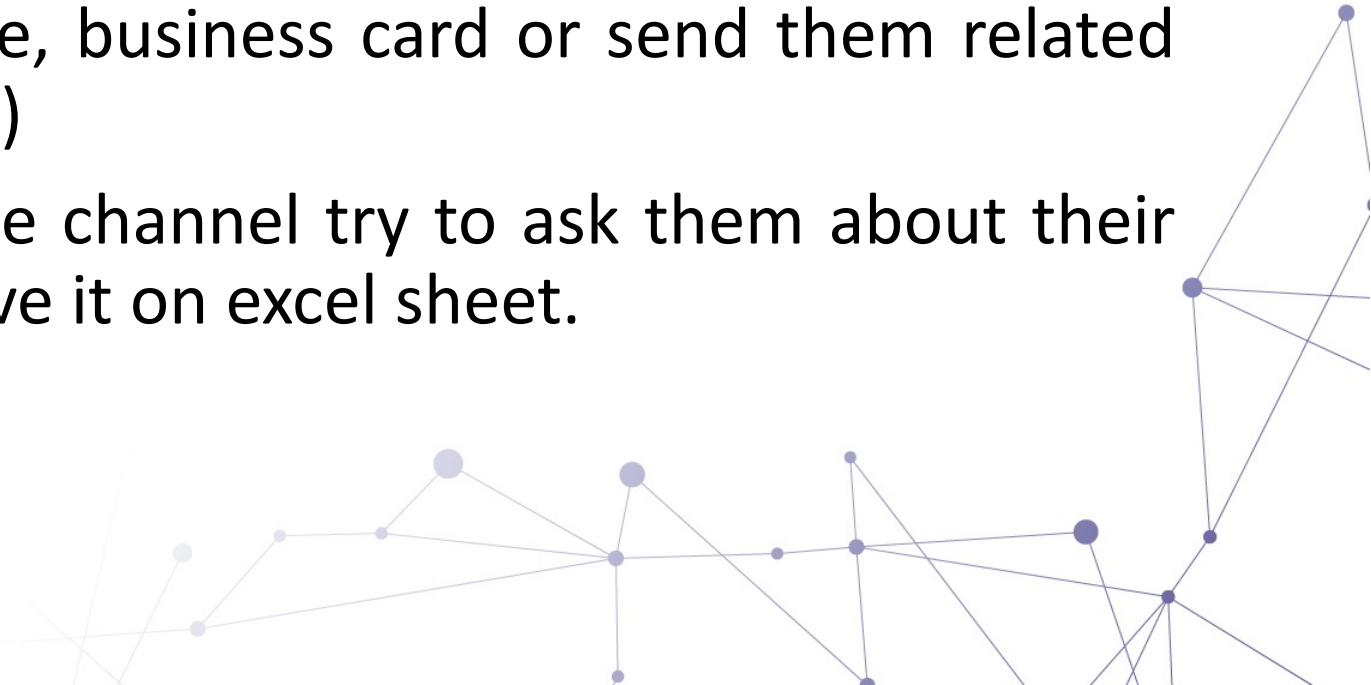 e, business card or send them related
)
e channel try to ask them about their
ve it on excel sheet.